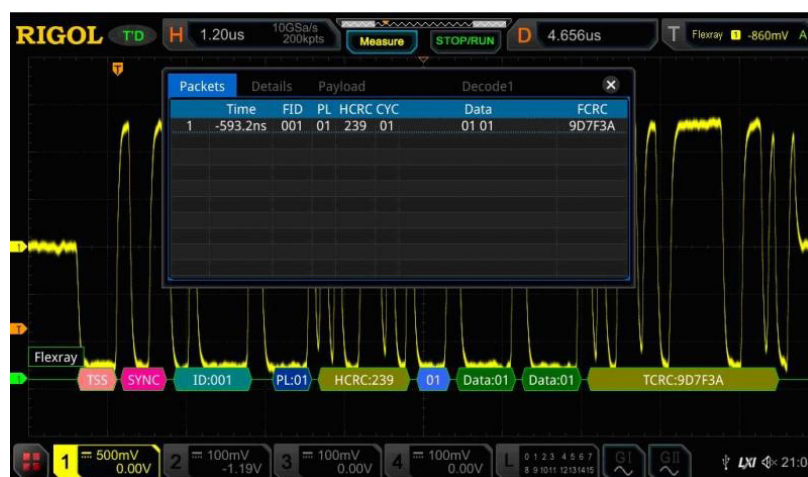 RIGOL T'D H 1.20us 10GSa/s 200kpts Measure STOP/RUN D 4.656us T Flexray 1 -860mV A
T
Packets Details Payload Decode1
Time FID PL HCRC CYC Data FCRC
1 -593.2ns 001 01 239 01 01 01 9D7F3A
1
T
Flexray
1 TSS SYNC ID:001 PL:01 HCRC:239 01 Data:01 Data:01 TCRC:9D7F3A
1 500mV 0.00V 2 100mV -1.19V 3 100mV 0.00V 4 100mV 0.00V L 0 1 2 3 4 5 6 7 8 9 10 11 12 13 14 15 GI GII LXI 21:0